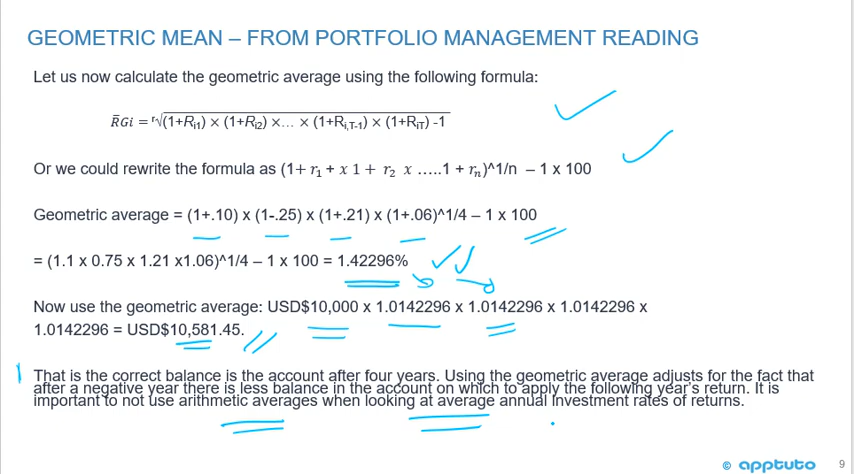 GEOMETRIC MEAN – FROM PORTFOLIO MANAGEMENT READING
Let us now calculate the geometric average using the following formula:
R̄Gi = ᵀ√(1+Rᵢ₁) × (1+Rᵢ₂) ×… × (1+Rᵢ,T-1) × (1+RᵢT) -1
Or we could rewrite the formula as (1+ r₁ + x 1 + r₂ x …..1 + rₙ)^1/n – 1 x 100
Geometric average = (1+.10) x (1-.25) x (1+.21) x (1+.06)^1/4 – 1 x 100
= (1.1 x 0.75 x 1.21 x1.06)^1/4 – 1 x 100 = 1.42296%
Now use the geometric average: USD$10,000 x 1.0142296 x 1.0142296 x 1.0142296 x
1.0142296 = USD$10,581.45.
That is the correct balance is the account after four years. Using the geometric average adjusts for the fact that
after a negative year there is less balance in the account on which to apply the following year's return. It is
important to not use arithmetic averages when looking at average annual investment rates of returns.
© apptuto 9